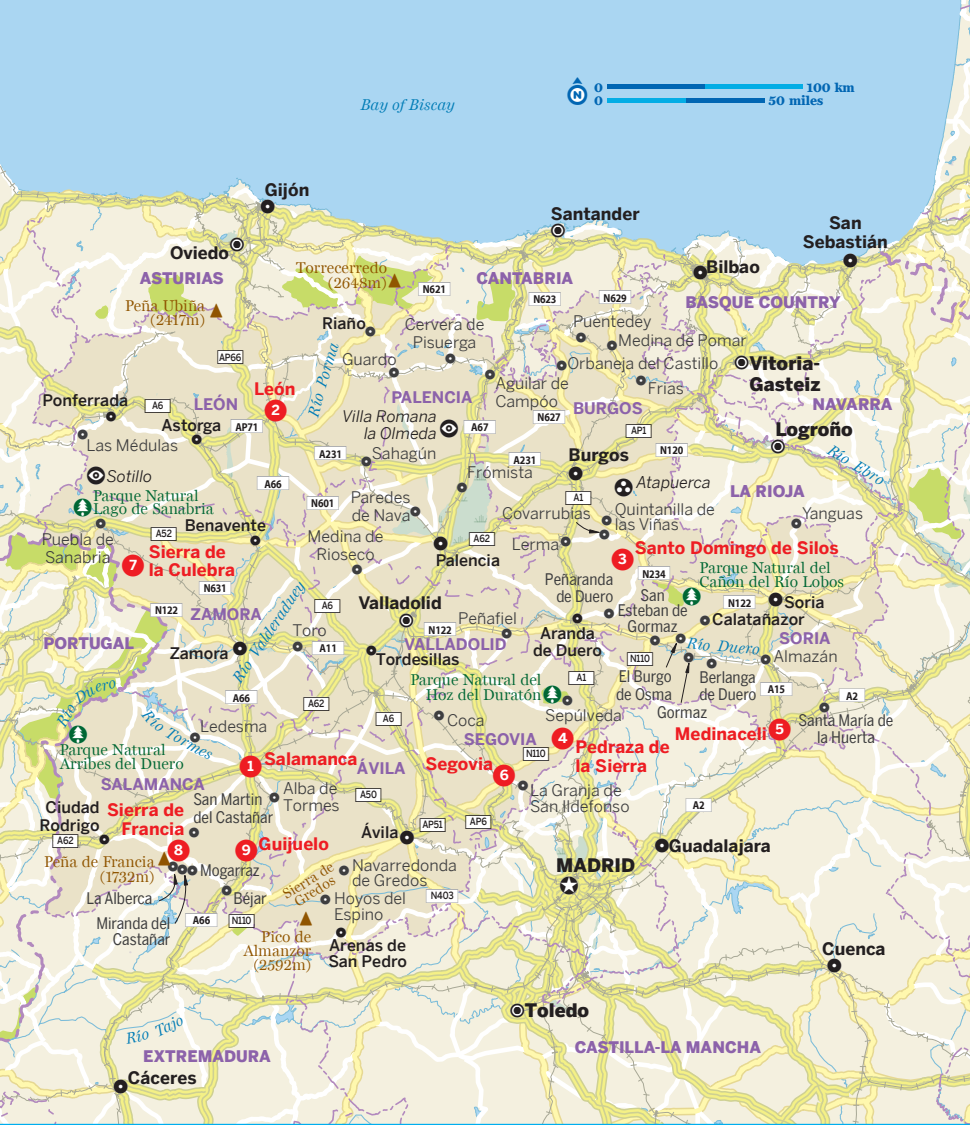 0 100 km
N
0 50 miles
Bay of Biscay
Gijón
Santander
San
Sebastián
Oviedo
Bilbao
Torrecerredo
(2648m)
ASTURIAS
CANTABRIA
N621
N623
N629
BASQUE COUNTRY
Peña Ubiña
(2417m)
Riaño
Cervera de
Pisuerga
Puentedey
Medina de Pomar
AP66
Guardo
Río Porma
Orbaneja del Castillo
Vitoria-
Gasteiz
Aguilar de
Campóo
Frías
León
2
Ponferrada
A6
LEÓN
PALENCIA
BURGOS
NAVARRA
Villa Romana
la Olmeda
N627
Astorga
AP71
A67
AP1
Logroño
Las Médulas
A231
Sahagún
A231
Burgos
N120
Río Ebro
Sotillo
Frómista
A66
Atapuerca
LA RIOJA
Parque Natural
Lago de Sanabria
N601
Paredes
de Nava
A1
Covarrubias
Quintanilla de
las Viñas
Yanguas
Puebla de
Sanabria
A52
Benavente
Medina de
Rioseco
A62
Lerma
Palencia
7
Sierra de
la Culebra
3
Santo Domingo de Silos
N234
Parque Natural del
Cañon del Río Lobos
N631
Peñaranda
de Duero
San
Esteban de
Gormaz
N122
ZAMORA
Río Valderaduey
A6
Valladolid
N122
Soria
Calatañazor
PORTUGAL
Toro
N122
Peñafiel
Aranda
de Duero
SORIA
Zamora
A11
VALLADOLID
Tordesillas
Río Duero
Almazán
N110
El Burgo
de Osma
Berlanga
de Duero
Parque Natural del
Hoz del Duratón
A1
A15
A2
Río Duero
A66
A62
A6
Coca
Sepúlveda
Gormaz
Río Tormes
Ledesma
Santa María de
la Huerta
Parque Natural
Arribes del Duero
SEGOVIA
4
Pedraza de
la Sierra
Medinaceli
5
N110
1
Salamanca
ÁVILA
Segovia
6
SALAMANCA
Alba de
Tormes
A50
La Granja de
San Ildefonso
Ciudad
Rodrigo
Sierra de
Francia
San Martin
del Castañar
A2
A62
AP51
AP6
Ávila
8
9
Guijuelo
Guadalajara
Peña de Francia
(1732m)
Mogarraz
Navarredonda
de Gredos
MADRID
La Alberca
Béjar
Sierra de
Gredos
Hoyos del
Espino
N403
Miranda del
Castañar
A66
N110
Pico de
Almanzor
(2592m)
Arenas de
San Pedro
Cuenca
Toledo
Río Tajo
EXTREMADURA
CASTILLA-LA MANCHA
Cáceres